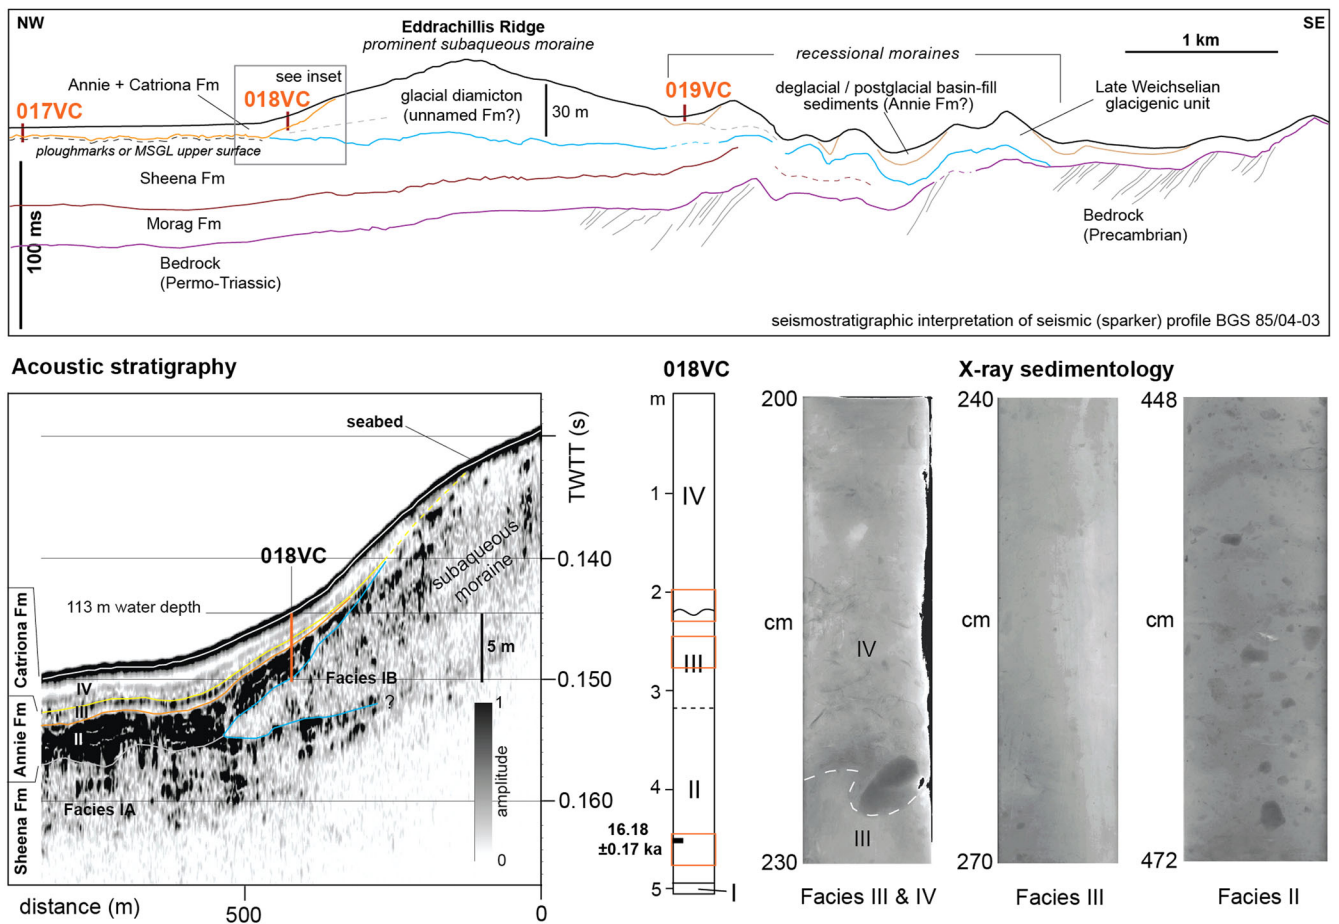 NW
SE
Eddrachillis Ridge
prominent subaqueous moraine
recessional moraines
1 km
see inset
Annie + Catriona Fm
017VC
018VC
019VC
glacial diamicton
(unnamed Fm?)
30 m
deglacial / postglacial basin-fill
sediments (Annie Fm?)
Late Weichselian
glacigenic unit
ploughmarks or MSGL upper surface
Sheena Fm
Morag Fm
100 ms
Bedrock
(Permo-Triassic)
Bedrock
(Precambrian)
seismostratigraphic interpretation of seismic (sparker) profile BGS 85/04-03
Acoustic stratigraphy
seabed
TWTT (s)
018VC
subaqueous
moraine
0.140
113 m water depth
5 m
0.150
Facies IB
?
IV
III
II
Catriona Fm
Annie Fm
Sheena Fm
Facies IA
1
amplitude
0
0.160
distance (m)
500
0
018VC
m
1
IV
2
III
3
4
II
16.18
±0.17 ka
5
I
X-ray sedimentology
200
cm
IV
III
230
Facies III & IV
240
cm
270
Facies III
448
cm
472
Facies II